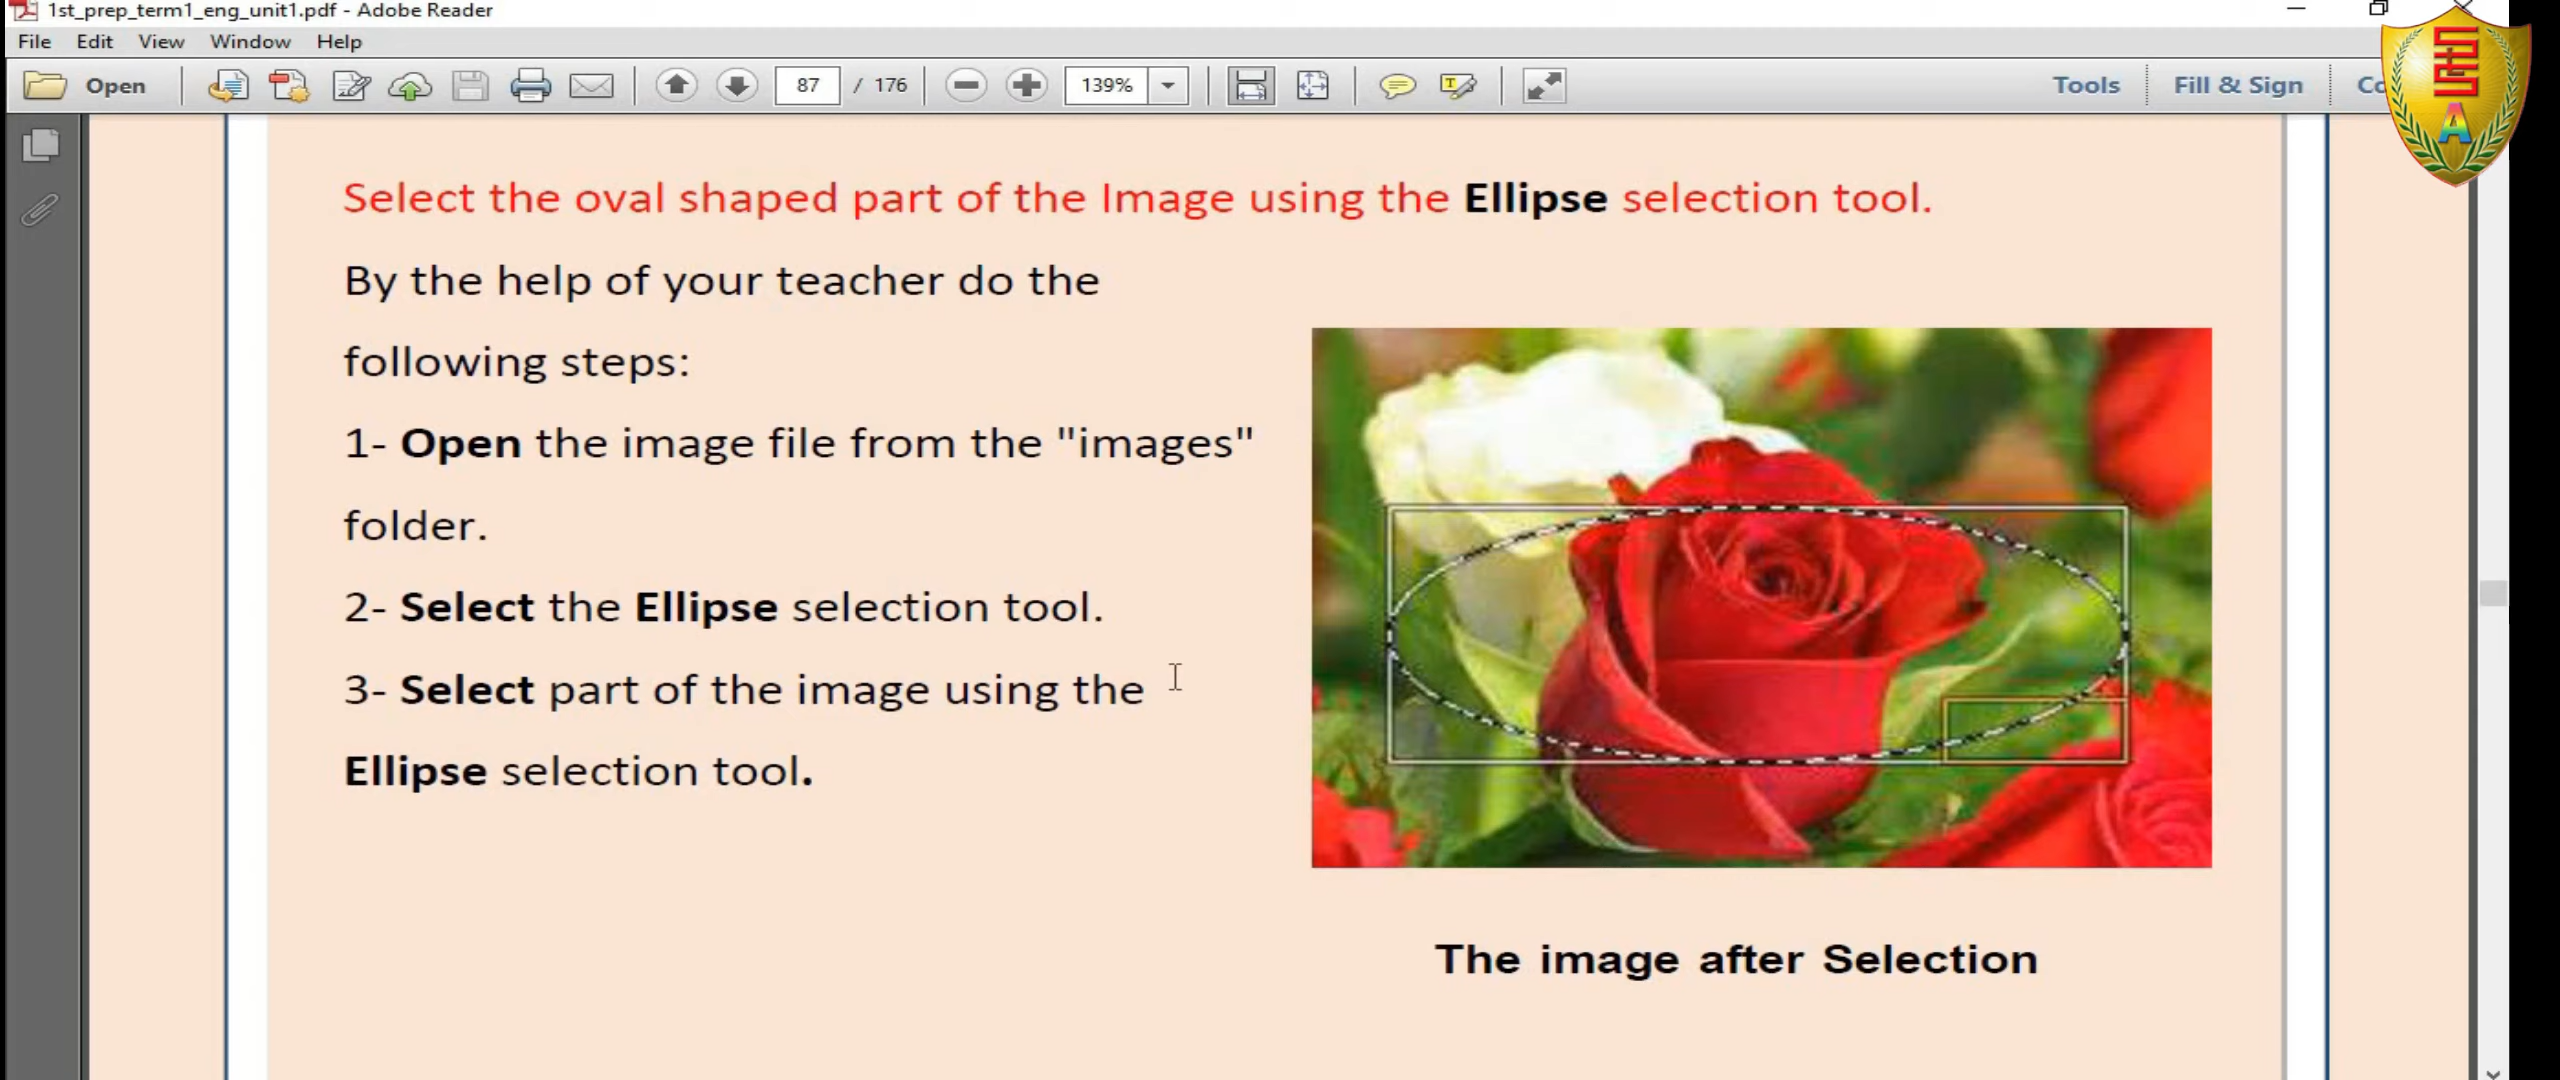 1st_prep_term1_eng_unit1.pdf - Adobe Reader
File Edit View Window Help
Open 87 / 176 139% Tools Fill & Sign
Select the oval shaped part of the Image using the Ellipse selection tool.
By the help of your teacher do the
following steps:
1- Open the image file from the "images"
folder.
2- Select the Ellipse selection tool.
3- Select part of the image using the
Ellipse selection tool.
The image after Selection